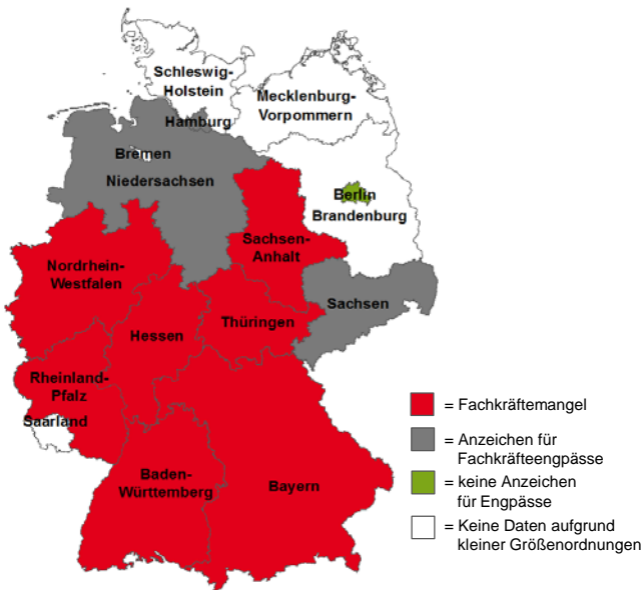 Schleswig-
Holstein
Mecklenburg-
Vorpommern
Hamburg
Bremen
Niedersachsen
Berlin
Brandenburg
Sachsen-
Anhalt
Nordrhein-
Westfalen
Sachsen
Thüringen
Hessen
Rheinland-
Pfalz
Saarland
Baden-
Württemberg
Bayern
= Fachkräftemangel
= Anzeichen für
Fachkräfteengpässe
= keine Anzeichen
für Engpässe
= Keine Daten aufgrund
kleiner Größenordnungen